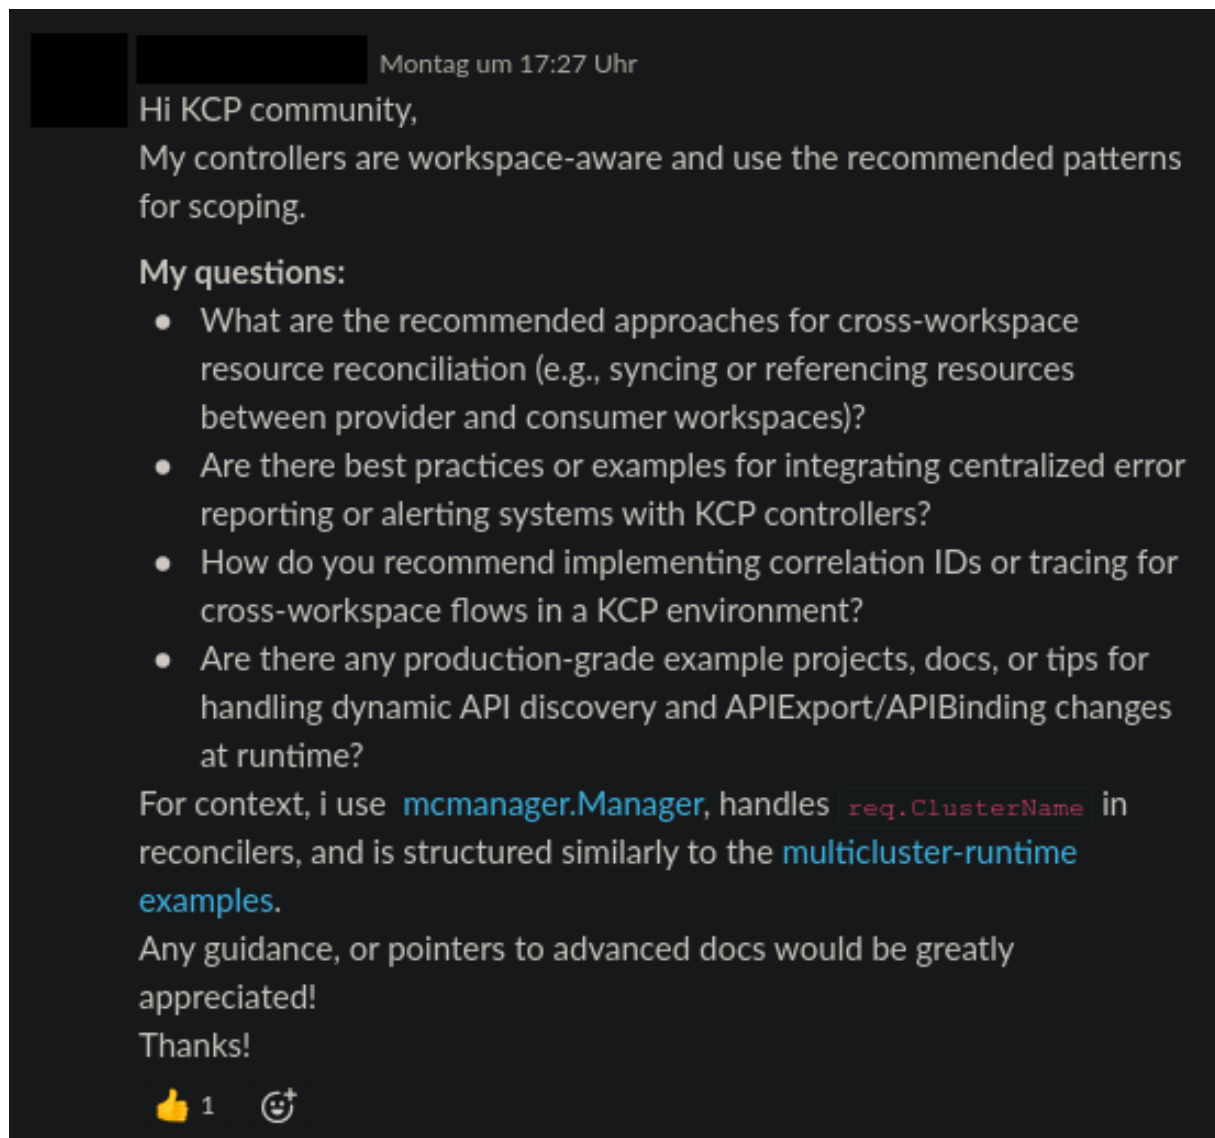 Montag um 17:27 Uhr
Hi KCP community,
My controllers are workspace-aware and use the recommended patterns
for scoping.
My questions:
● What are the recommended approaches for cross-workspace
resource reconciliation (e.g., syncing or referencing resources
between provider and consumer workspaces)?
● Are there best practices or examples for integrating centralized error
reporting or alerting systems with KCP controllers?
● How do you recommend implementing correlation IDs or tracing for
cross-workspace flows in a KCP environment?
● Are there any production-grade example projects, docs, or tips for
handling dynamic API discovery and APIExport/APIBinding changes
at runtime?
For context, i use mcmanager.Manager, handles req.ClusterName in
reconcilers, and is structured similarly to the multicluster-runtime
examples.
Any guidance, or pointers to advanced docs would be greatly
appreciated!
Thanks!
👍 1